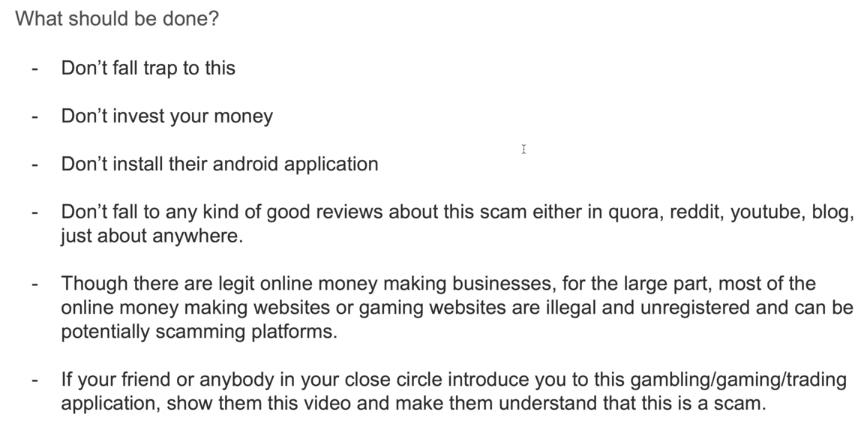 What should be done?
- Don't fall trap to this
- Don't invest your money
- Don't install their android application
- Don't fall to any kind of good reviews about this scam either in quora, reddit, youtube, blog,
just about anywhere.
- Though there are legit online money making businesses, for the large part, most of the
online money making websites or gaming websites are illegal and unregistered and can be
potentially scamming platforms.
- If your friend or anybody in your close circle introduce you to this gambling/gaming/trading
application, show them this video and make them understand that this is a scam.